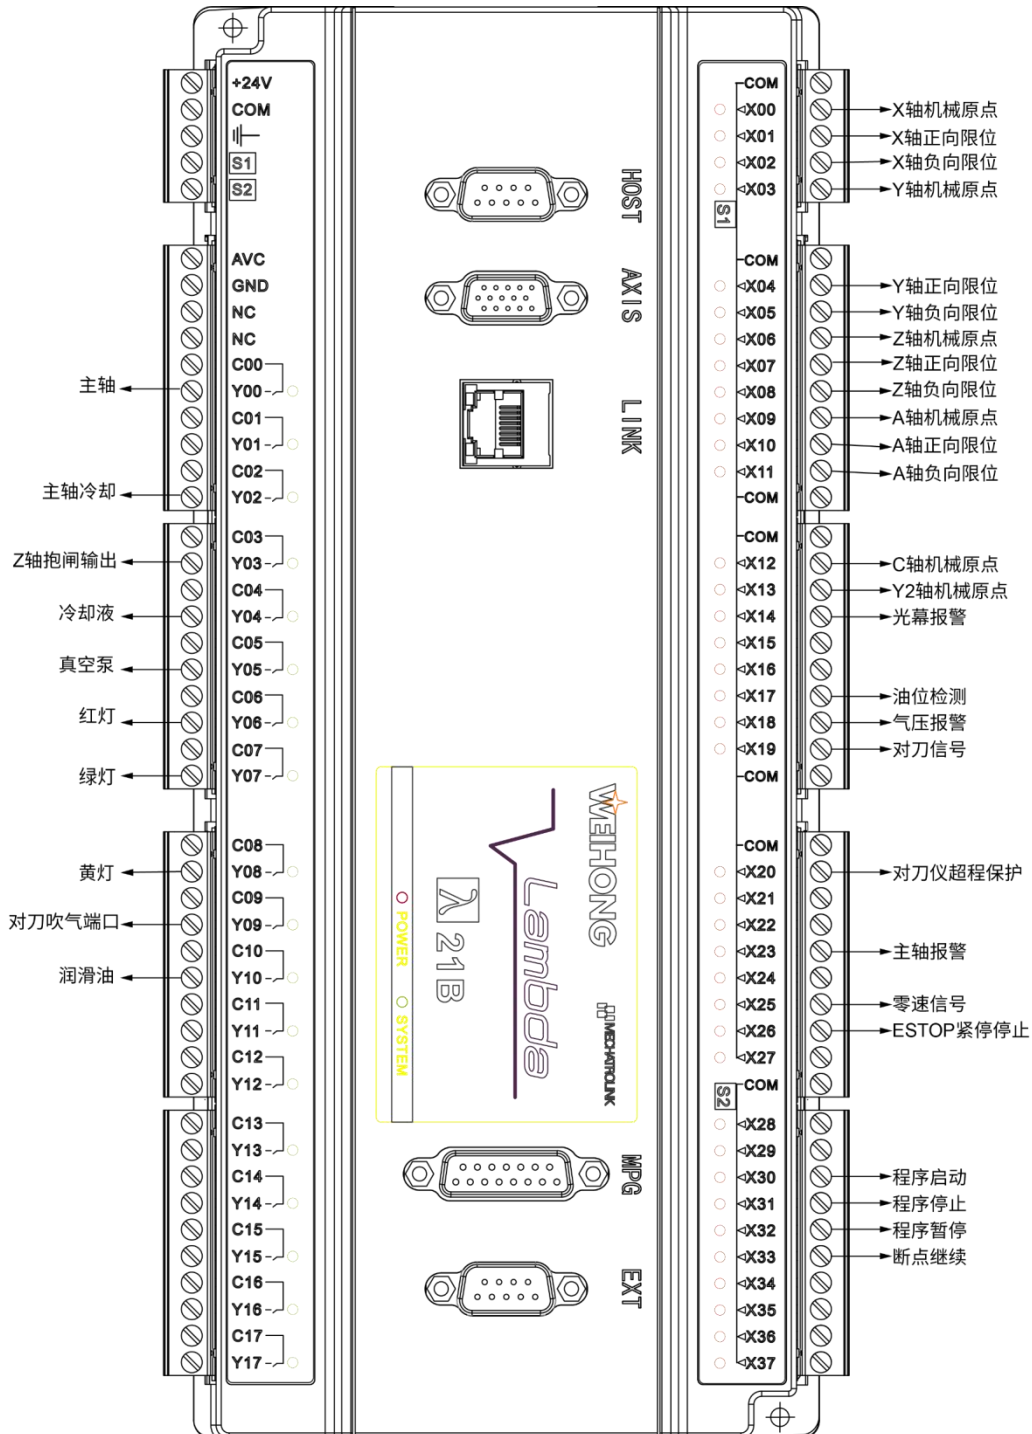 +24V
COM
S1
S2
AVC
GND
NC
NC
C00
主轴
Y00
C01
Y01
C02
主轴冷却
Y02
C03
Z轴抱闸输出
Y03
C04
冷却液
Y04
C05
真空泵
Y05
C06
红灯
Y06
C07
绿灯
Y07
C08
黄灯
Y08
C09
对刀吹气端口
Y09
C10
润滑油
Y10
C11
Y11
C12
Y12
C13
Y13
C14
Y14
C15
Y15
C16
Y16
C17
Y17
HOST
AXIS
LINK
WEIHONG
Lambda
λ 21B
MECHATROLINK
POWER
SYSTEM
MPG
EXT
COM
X00 X轴机械原点
X01 X轴正向限位
X02 X轴负向限位
X03 Y轴机械原点
S1
COM
X04 Y轴正向限位
X05 Y轴负向限位
X06 Z轴机械原点
X07 Z轴正向限位
X08 Z轴负向限位
X09 A轴机械原点
X10 A轴正向限位
X11 A轴负向限位
COM
COM
X12 C轴机械原点
X13 Y2轴机械原点
X14 光幕报警
X15
X16
X17 油位检测
X18 气压报警
X19 对刀信号
COM
COM
X20 对刀仪超程保护
X21
X22
X23 主轴报警
X24
X25 零速信号
X26 ESTOP紧停停止
X27
COM
S2
X28
X29
X30 程序启动
X31 程序停止
X32 程序暂停
X33 断点继续
X34
X35
X36
X37